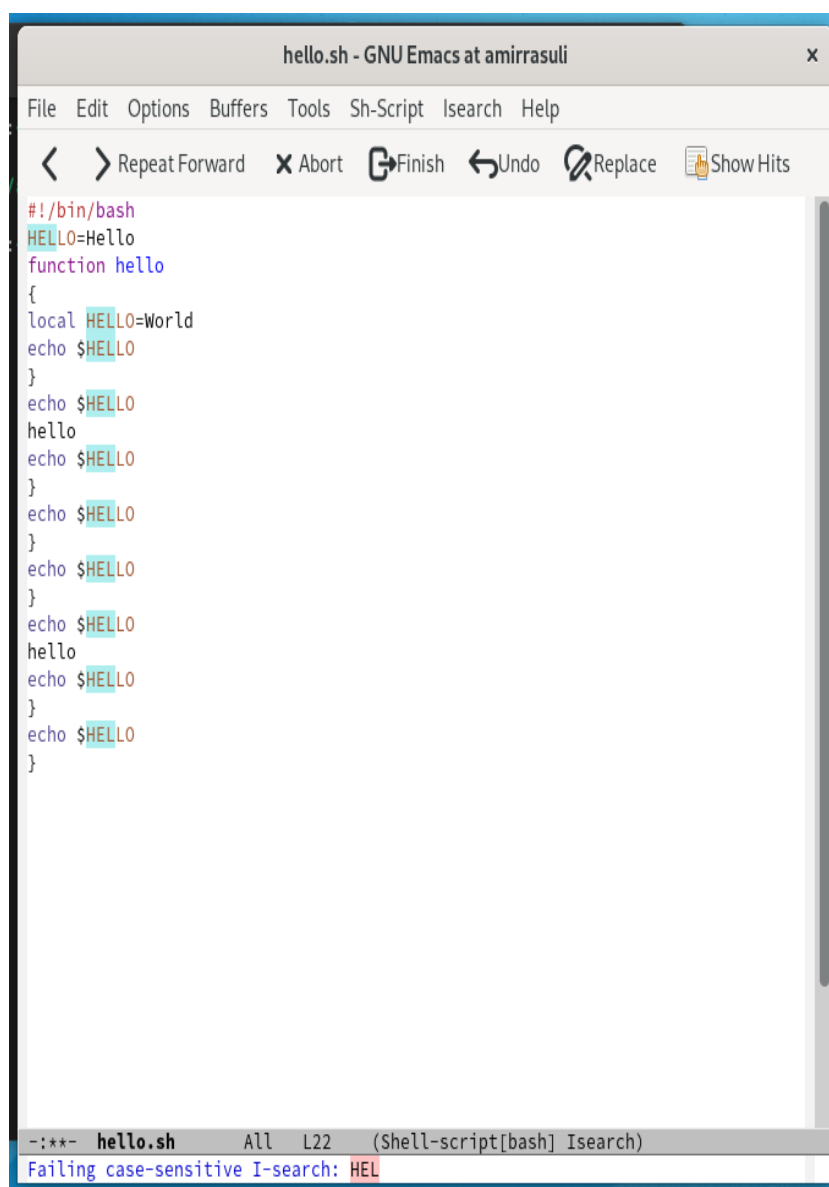 hello.sh - GNU Emacs at amirrasuli ×
File Edit Options Buffers Tools Sh-Script Isearch Help
Repeat Forward Abort Finish Undo Replace Show Hits
#!/bin/bash
HELLO=Hello
function hello
{
local HELLO=World
echo $HELLO
}
echo $HELLO
hello
echo $HELLO
}
echo $HELLO
}
echo $HELLO
}
echo $HELLO
hello
echo $HELLO
}
echo $HELLO
}
-:**- hello.sh All L22 (Shell-script[bash] Isearch)
Failing case-sensitive I-search: HEL